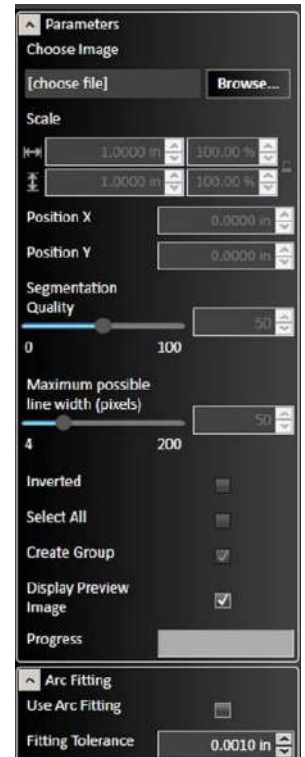 Parameters
Choose Image
[choose file] Browse...
Scale
1.0000 in 100.00 %
1.0000 in 100.00 %
Position X 0.0000 in
Position Y 0.0000 in
Segmentation
Quality
50
0 100
Maximum possible
line width (pixels)
50
4 200
Inverted
Select All
Create Group
Display Preview
Image
Progress
Arc Fitting
Use Arc Fitting
Fitting Tolerance 0.0010 in